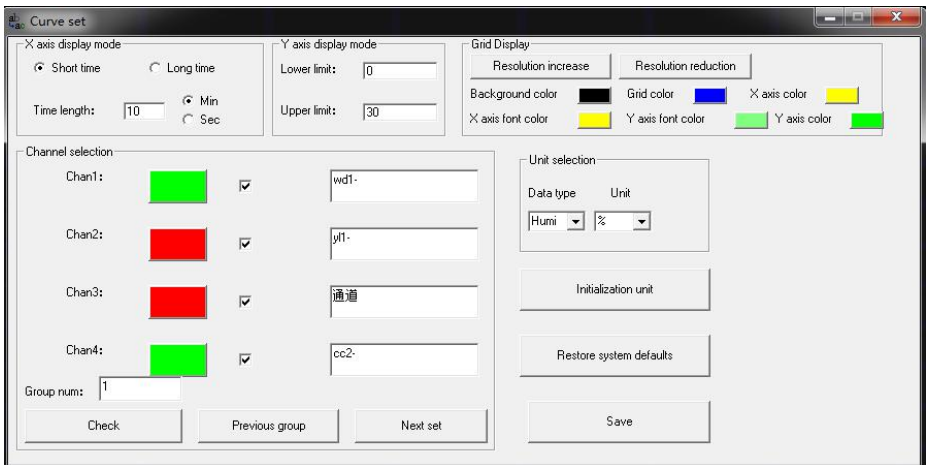 Curve set
X axis display mode
Short time
Long time
Time length:
10
Min
Sec
Y axis display mode
Lower limit:
0
Upper limit:
30
Grid Display
Resolution increase
Resolution reduction
Background color
Grid color
X axis color
X axis font color
Y axis font color
Y axis color
Channel selection
Chan1:
wd1-
Chan2:
yl1-
Chan3:
通道
Chan4:
cc2-
Group num:
1
Check
Previous group
Next set
Unit selection
Data type
Unit
Humi
%
Initialization unit
Restore system defaults
Save